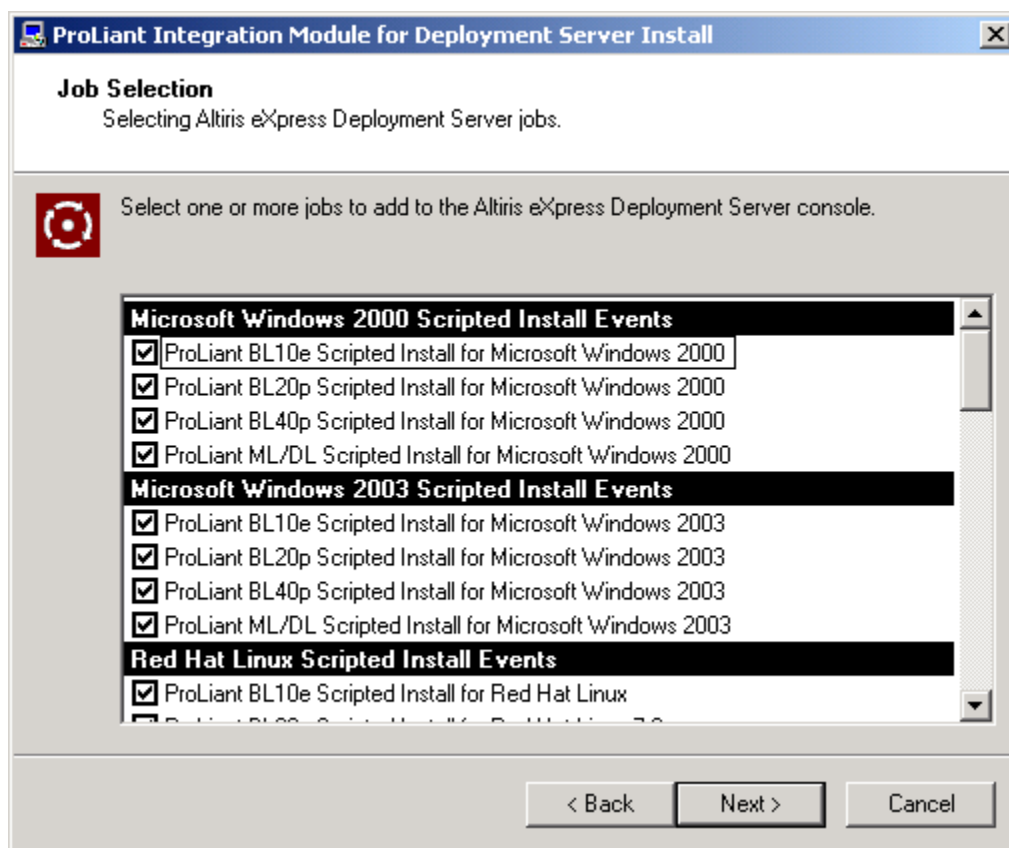 ProLiant Integration Module for Deployment Server Install
Job Selection
Selecting Altiris eXpress Deployment Server jobs.
Select one or more jobs to add to the Altiris eXpress Deployment Server console.
Microsoft Windows 2000 Scripted Install Events
ProLiant BL10e Scripted Install for Microsoft Windows 2000
ProLiant BL20p Scripted Install for Microsoft Windows 2000
ProLiant BL40p Scripted Install for Microsoft Windows 2000
ProLiant ML/DL Scripted Install for Microsoft Windows 2000
Microsoft Windows 2003 Scripted Install Events
ProLiant BL10e Scripted Install for Microsoft Windows 2003
ProLiant BL20p Scripted Install for Microsoft Windows 2003
ProLiant BL40p Scripted Install for Microsoft Windows 2003
ProLiant ML/DL Scripted Install for Microsoft Windows 2003
Red Hat Linux Scripted Install Events
ProLiant BL10e Scripted Install for Red Hat Linux
< Back
Next >
Cancel